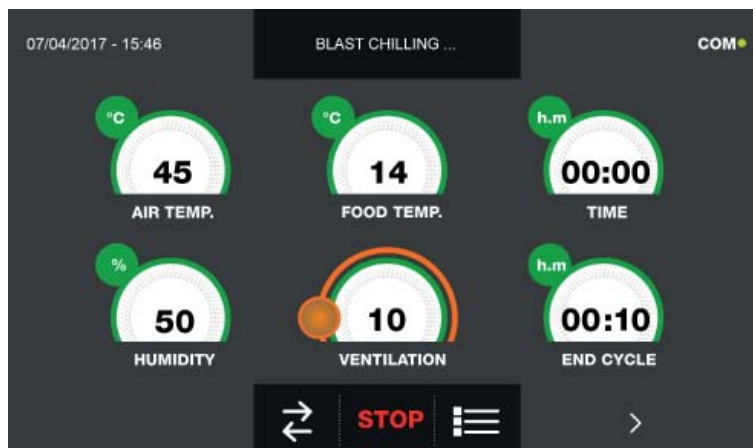 07/04/2017 - 15:46
BLAST CHILLING ...
COM
°C
45
AIR TEMP.
°C
14
FOOD TEMP.
h.m
00:00
TIME
%
50
HUMIDITY
10
VENTILATION
h.m
00:10
END CYCLE
STOP